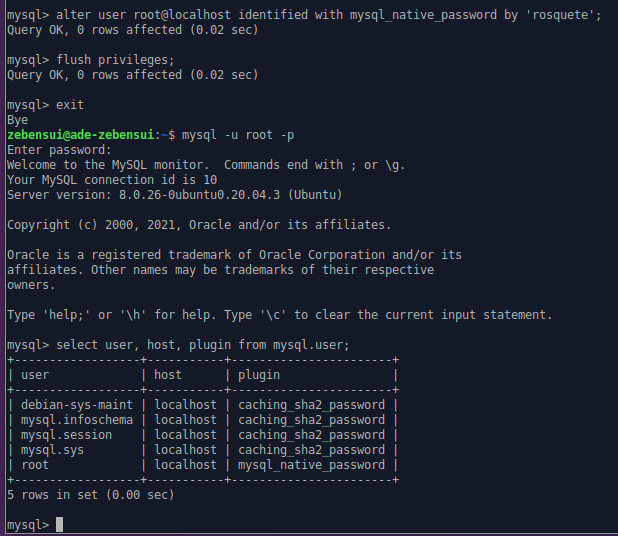 mysql> alter user root@localhost identified with mysql_native_password by 'rosquete';
Query OK, 0 rows affected (0.02 sec)
mysql> flush privileges;
Query OK, 0 rows affected (0.02 sec)
mysql> exit
Bye
zebensui@ade-zebensui:~$ mysql -u root -p
Enter password:
Welcome to the MySQL monitor.  Commands end with ; or \g.
Your MySQL connection id is 10
Server version: 8.0.26-0ubuntu0.20.04.3 (Ubuntu)
Copyright (c) 2000, 2021, Oracle and/or its affiliates.
Oracle is a registered trademark of Oracle Corporation and/or its
affiliates. Other names may be trademarks of their respective
owners.
Type 'help;' or '\h' for help. Type '\c' to clear the current input statement.
mysql> select user, host, plugin from mysql.user;
+------------------+-----------+-----------------------+
| user             | host      | plugin                |
+------------------+-----------+-----------------------+
| debian-sys-maint | localhost | caching_sha2_password |
| mysql.infoschema | localhost | caching_sha2_password |
| mysql.session    | localhost | caching_sha2_password |
| mysql.sys        | localhost | caching_sha2_password |
| root             | localhost | mysql_native_password |
+------------------+-----------+-----------------------+
5 rows in set (0.00 sec)
mysql>